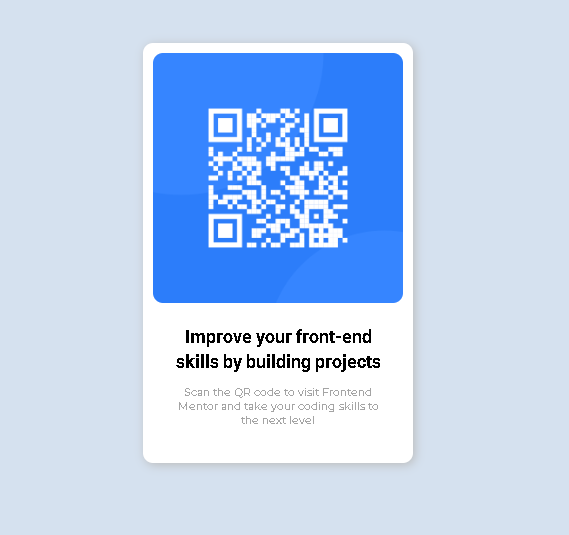 Improve your front-end
skills by building projects
Scan the QR code to visit Frontend
Mentor and take your coding skills to
the next level